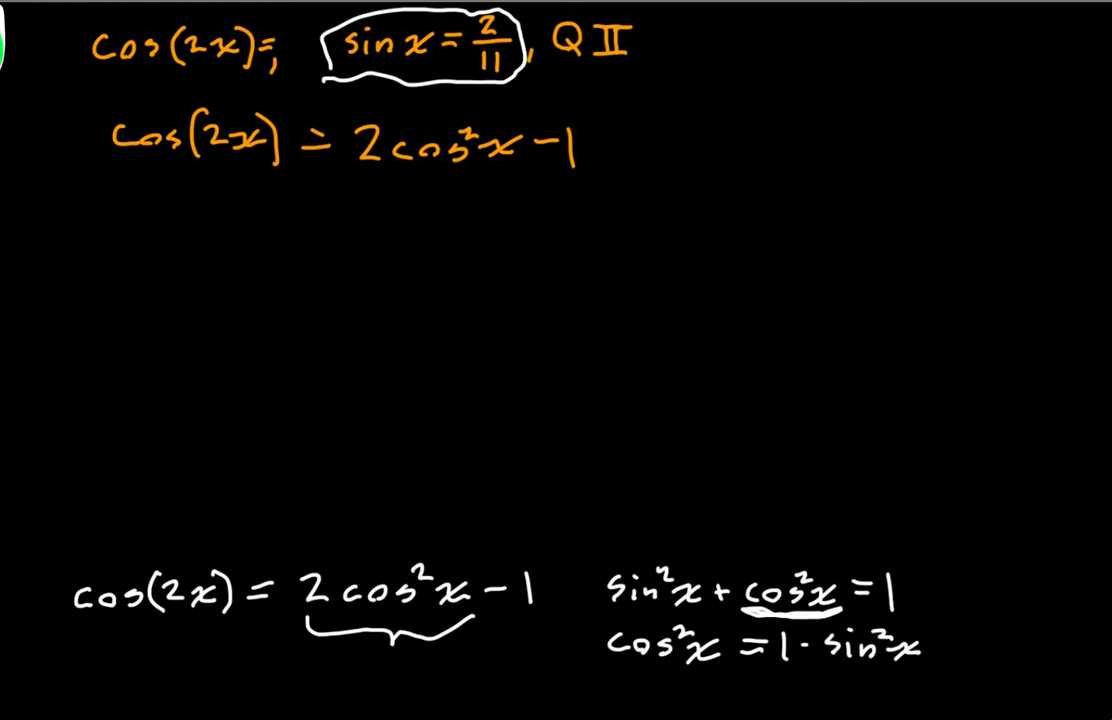 cos(2x)=, sin x = 2/11, Q II
cos(2x) = 2cos²x - 1
cos(2x) = 2cos²x - 1
sin²x + cos²x = 1
cos²x = 1 - sin²x